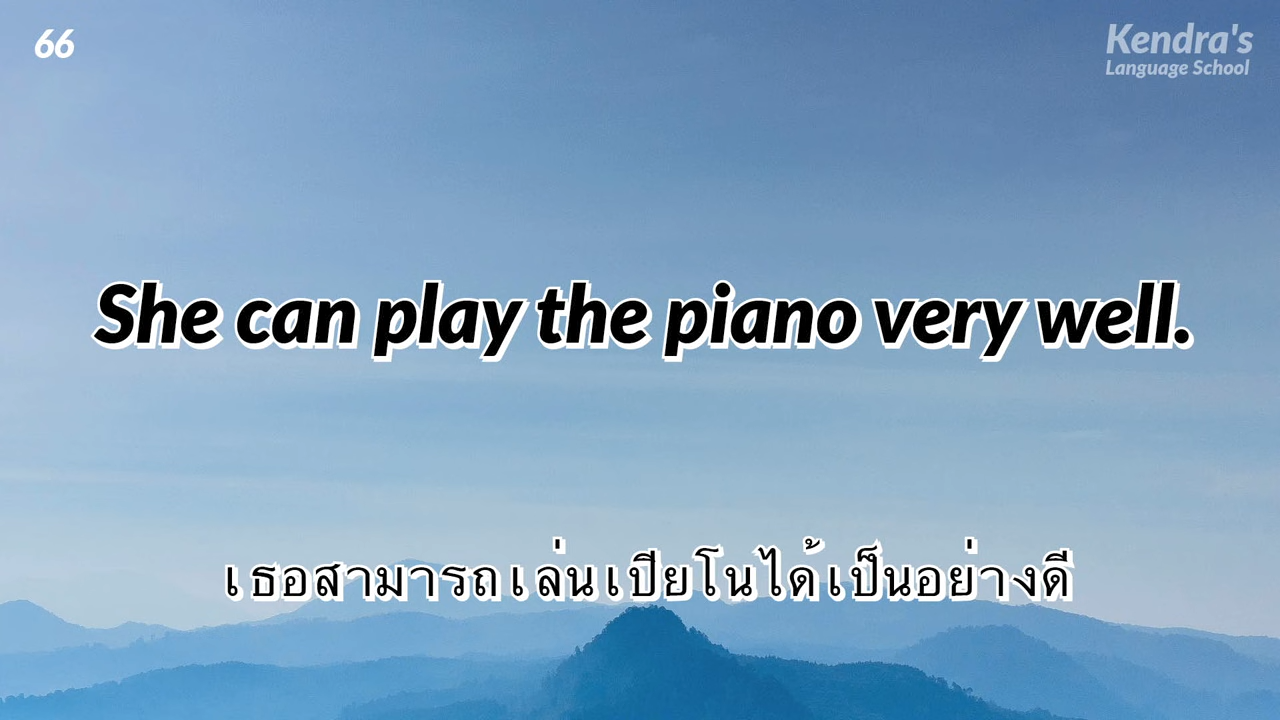 66
Kendra's
Language School
She can play the piano very well.
เธอสามารถเล่นเปียโนได้เป็นอย่างดี